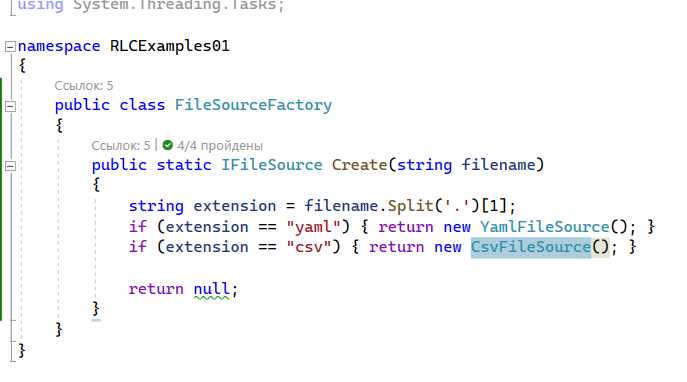 using System.Threading.Tasks;
namespace RLCExamples01
{
Ссылок: 5
public class FileSourceFactory
{
Ссылок: 5 | 4/4 пройдены
public static IFileSource Create(string filename)
{
string extension = filename.Split('.')[1];
if (extension == "yaml") { return new YamlFileSource(); }
if (extension == "csv") { return new CsvFileSource(); }
return null;
}
}
}